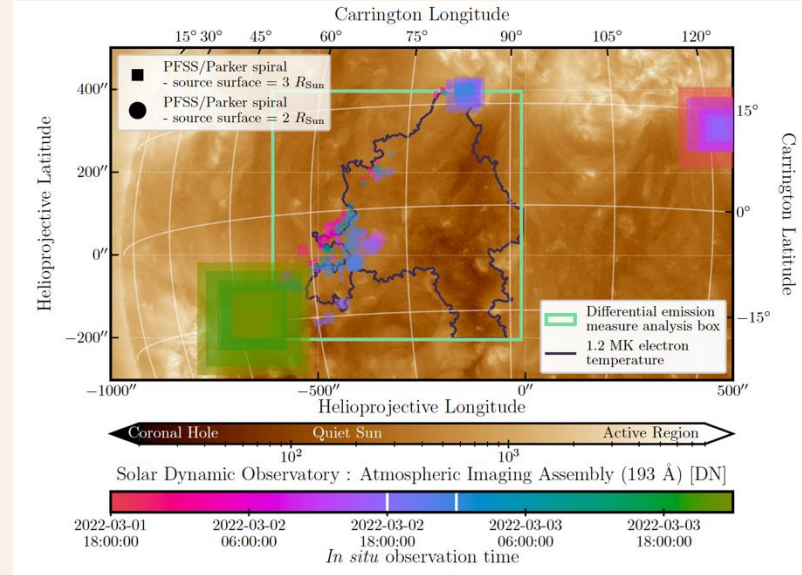 Carrington Longitude
15° 30° 45° 60° 75° 90° 105° 120°
PFSS/Parker spiral
- source surface = 3 R_Sun
PFSS/Parker spiral
- source surface = 2 R_Sun
400″
200″
0″
−200″
Helioprojective Latitude
15°
0°
−15°
Carrington Latitude
Differential emission
measure analysis box
1.2 MK electron
temperature
−1000″ −500″ 0″ 500″
Helioprojective Longitude
Coronal Hole Quiet Sun Active Region
10² 10³
Solar Dynamic Observatory : Atmospheric Imaging Assembly (193 Å) [DN]
2022-03-01 2022-03-02 2022-03-02 2022-03-03 2022-03-03
18:00:00 06:00:00 18:00:00 06:00:00 18:00:00
In situ observation time